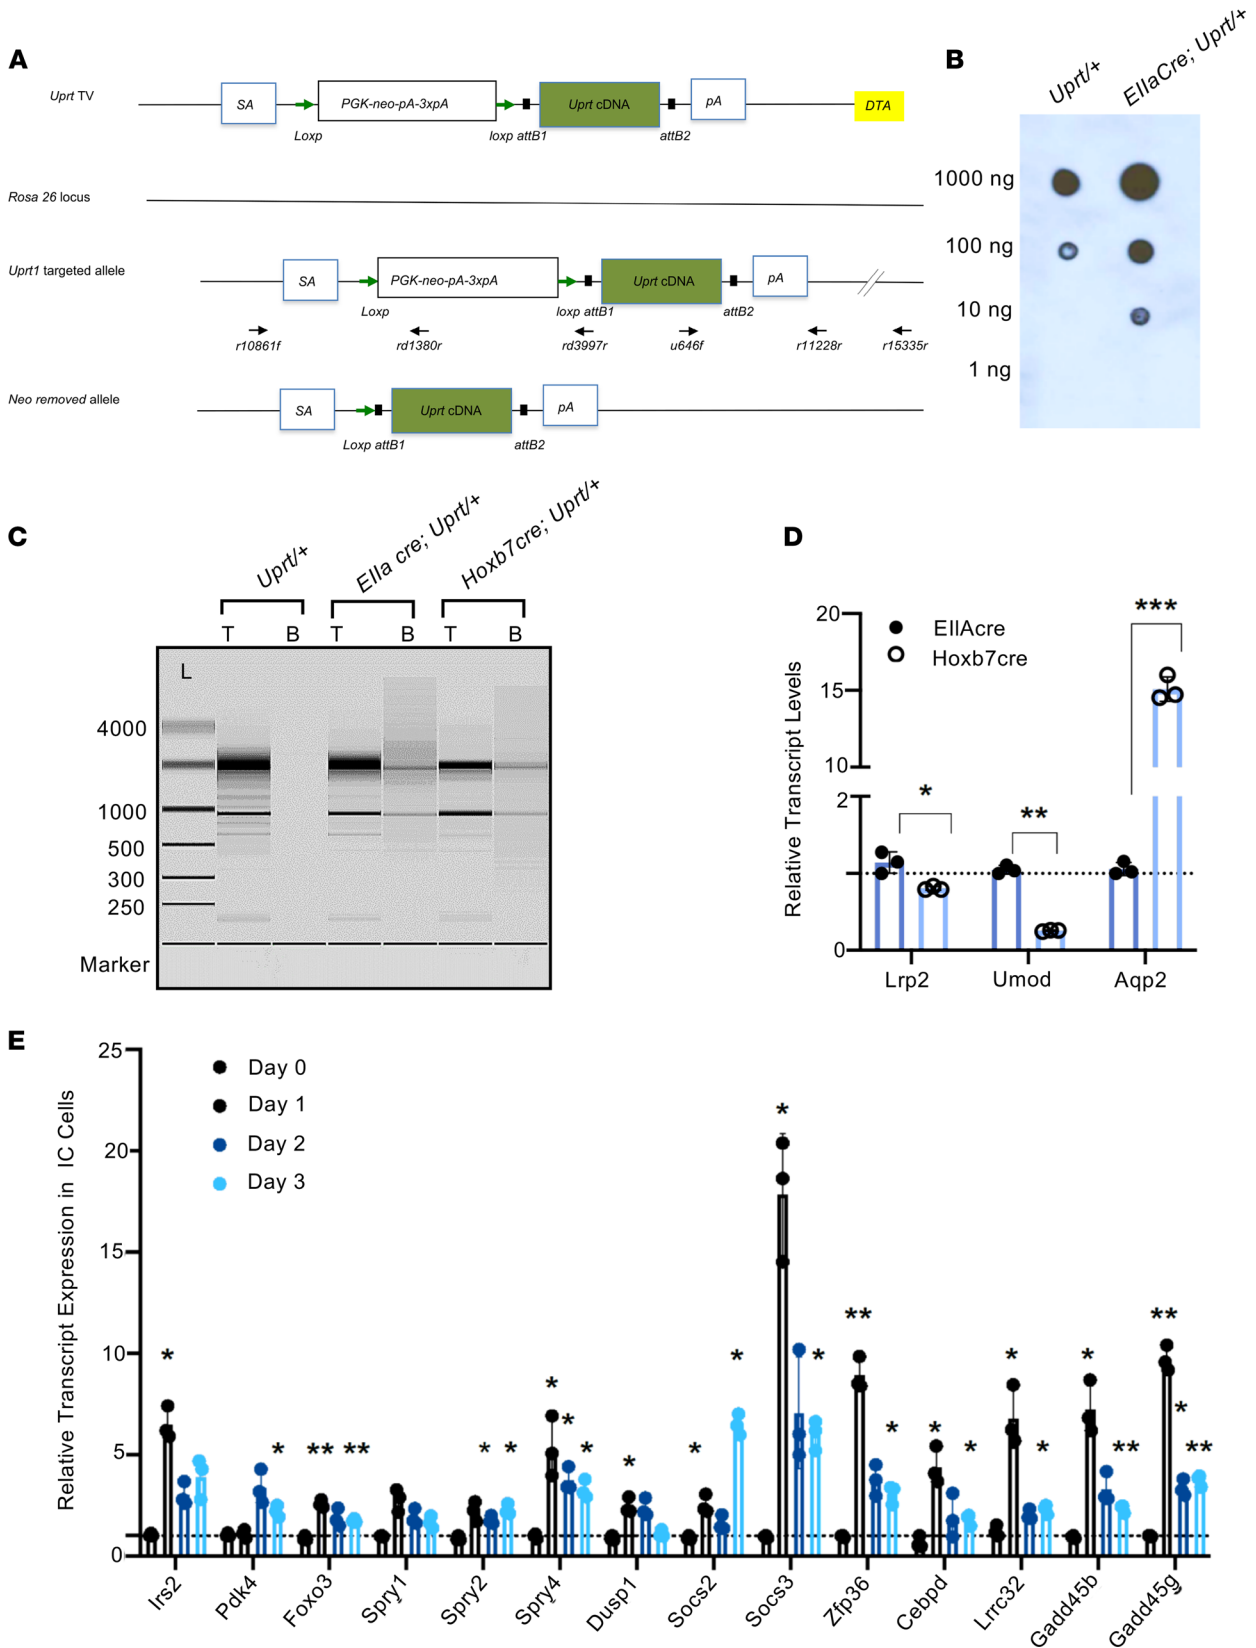 A
Uprt TV
SA
PGK-neo-pA-3xpA
Uprt cDNA
pA
DTA
Loxp
loxp attB1
attB2
Rosa 26 locus
Uprt1 targeted allele
SA
PGK-neo-pA-3xpA
Uprt cDNA
pA
Loxp
loxp attB1
attB2
r10861f
rd1380r
rd3997r
u646f
r11228r
r15335r
Neo removed allele
SA
Uprt cDNA
pA
Loxp attB1
attB2
B
Uprt/+
EIIaCre; Uprt/+
1000 ng
100 ng
10 ng
1 ng
C
Uprt/+
EIIa cre; Uprt/+
Hoxb7cre; Uprt/+
T B T B T B
L
4000
1000
500
300
250
Marker
D
Relative Transcript Levels
20
15
10
2
0
EIIAcre
Hoxb7cre
*
**
***
Lrp2
Umod
Aqp2
E
Relative Transcript Expression in IC Cells
25
20
15
10
5
0
Day 0
Day 1
Day 2
Day 3
*
*
** **
* *
*
*
*
*
*
*
*
*
**
*
*
*
*
*
*
**
**
*
**
Irs2
Pdk4
Foxo3
Spry1
Spry2
Spry4
Dusp1
Socs2
Socs3
Zfp36
Cebpd
Lrrc32
Gadd45b
Gadd45g